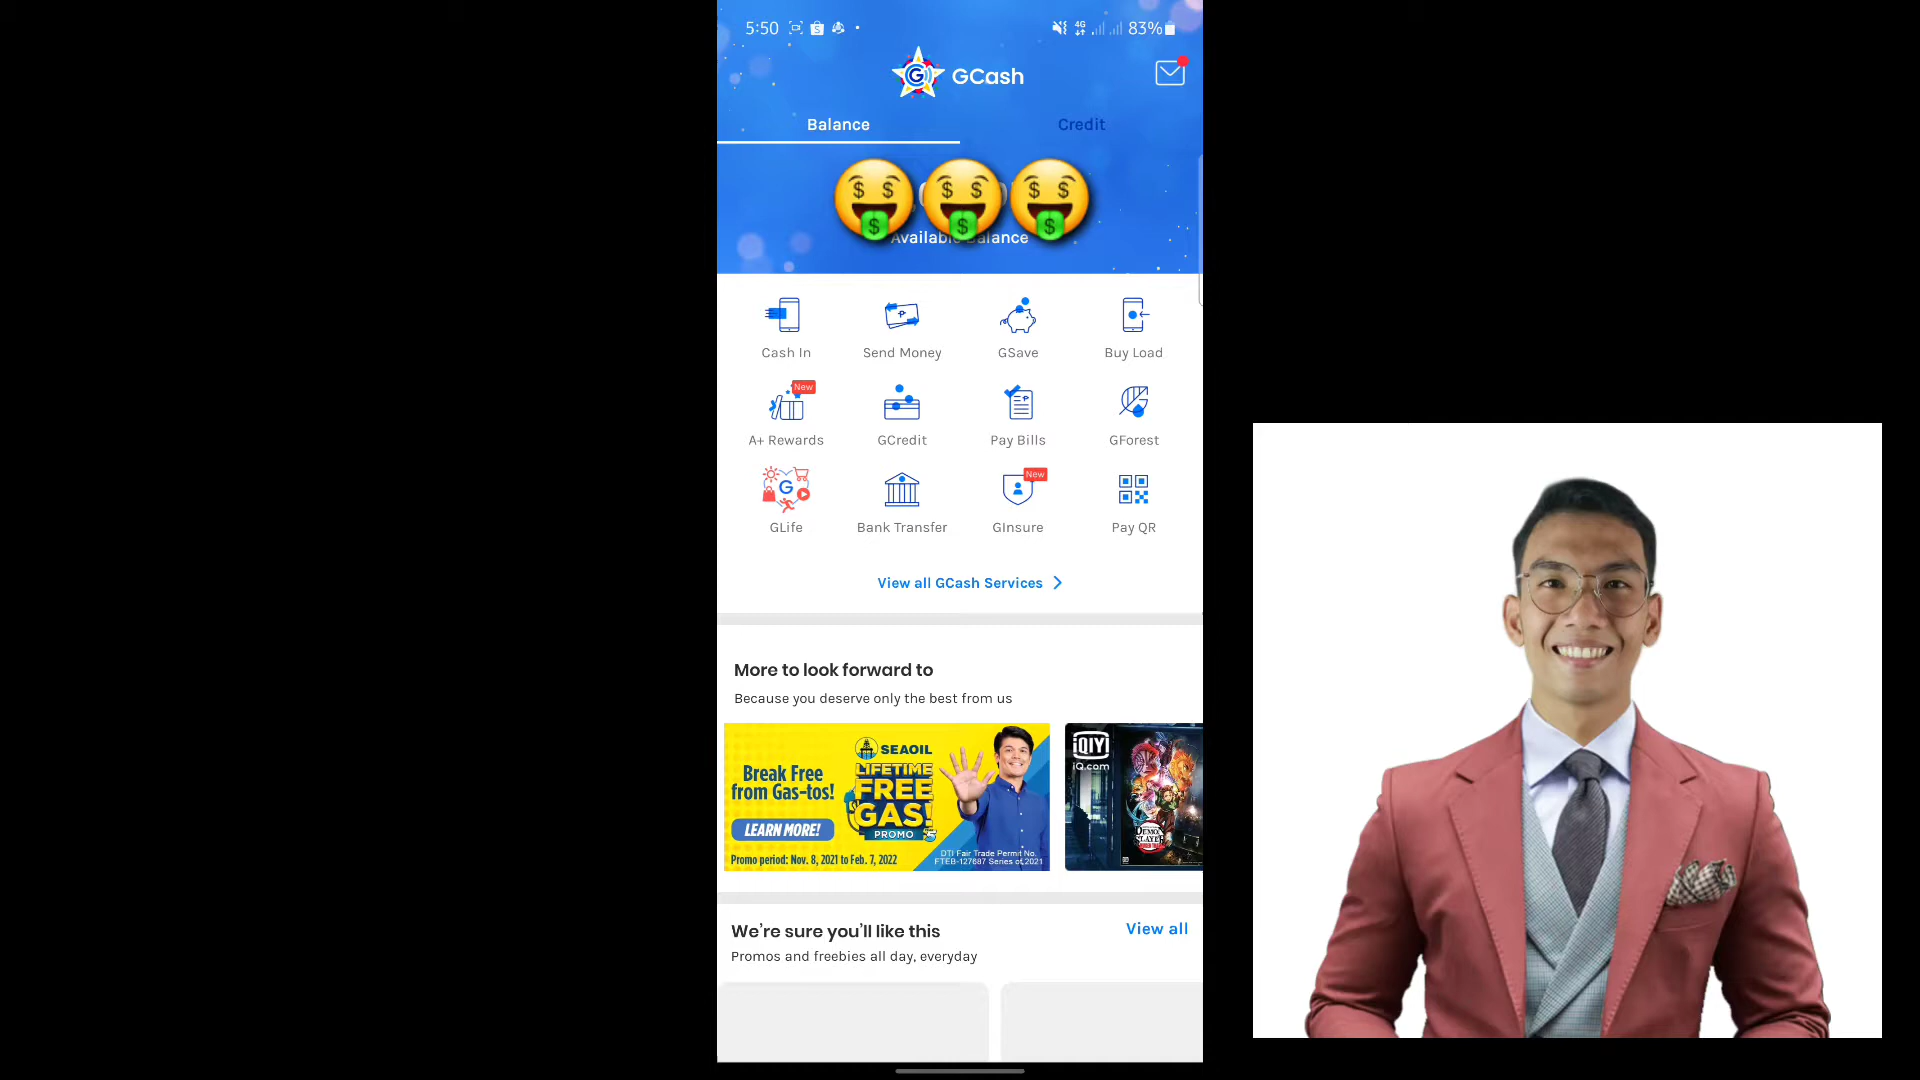 5:50
4G 83%
GCash
Balance
Credit
Available Balance
Cash In
Send Money
GSave
Buy Load
New
A+ Rewards
GCredit
Pay Bills
GForest
New
GLife
Bank Transfer
GInsure
Pay QR
View all GCash Services
More to look forward to
Because you deserve only the best from us
Break Free
from Gas-tos!
LEARN MORE!
Promo period: Nov. 8, 2021 to Feb. 7, 2022
SEAOIL
LIFETIME
FREE
GAS!
PROMO
DTI Fair Trade Permit No.
FTEB-127687 Series of 2021
iQIYI
iQ.com
We're sure you'll like this
View all
Promos and freebies all day, everyday